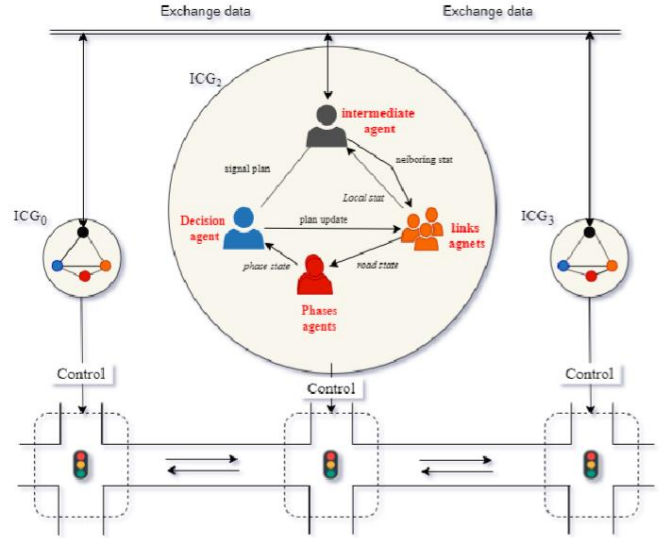 Exchange data
Exchange data
ICG2
intermediate
agent
signal plan
neiboring stat
Local stat
ICG0
Decision
agent
plan update
links
agnets
ICG3
phase state
road state
Phases
agents
Control
Control
Control